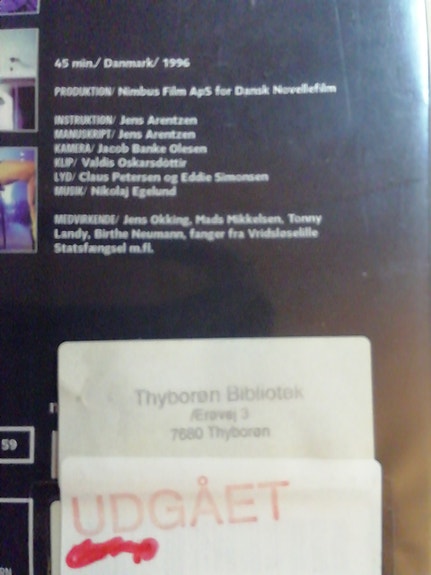 45 min./ Danmark/ 1996
PRODUKTION/ Nimbus Film ApS for Dansk Novellefilm
INSTRUKTION/ Jens Arentzen
MANUSKRIPT/ Jens Arentzen
KAMERA/ Jacob Banke Olesen
KLIP/ Valdis Oskarsdóttir
LYD/ Claus Petersen og Eddie Simonsen
MUSIK/ Nikolaj Egelund
MEDVIRKENDE/ Jens Okking, Mads Mikkelsen, Tonny
Landy, Birthe Neumann, fanger fra Vridsløselille
Statsfængsel m.fl.
Thyborøn Bibliotek
Ærøvej 3
7680 Thyborøn
59
UDGÅET